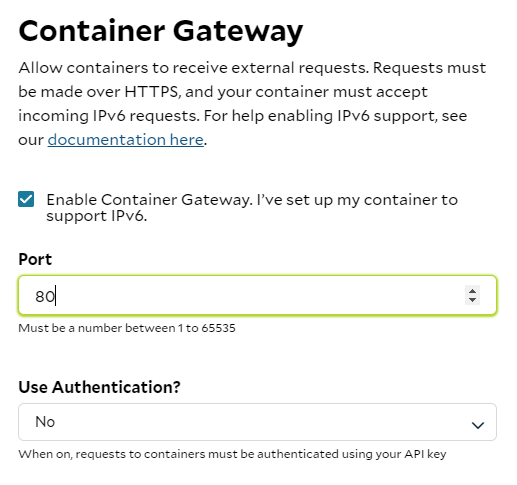 Container Gateway
Allow containers to receive external requests. Requests must
be made over HTTPS, and your container must accept
incoming IPv6 requests. For help enabling IPv6 support, see
our documentation here.
Enable Container Gateway. I’ve set up my container to
support IPv6.
Port
80
Must be a number between 1 to 65535
Use Authentication?
No
When on, requests to containers must be authenticated using your API key